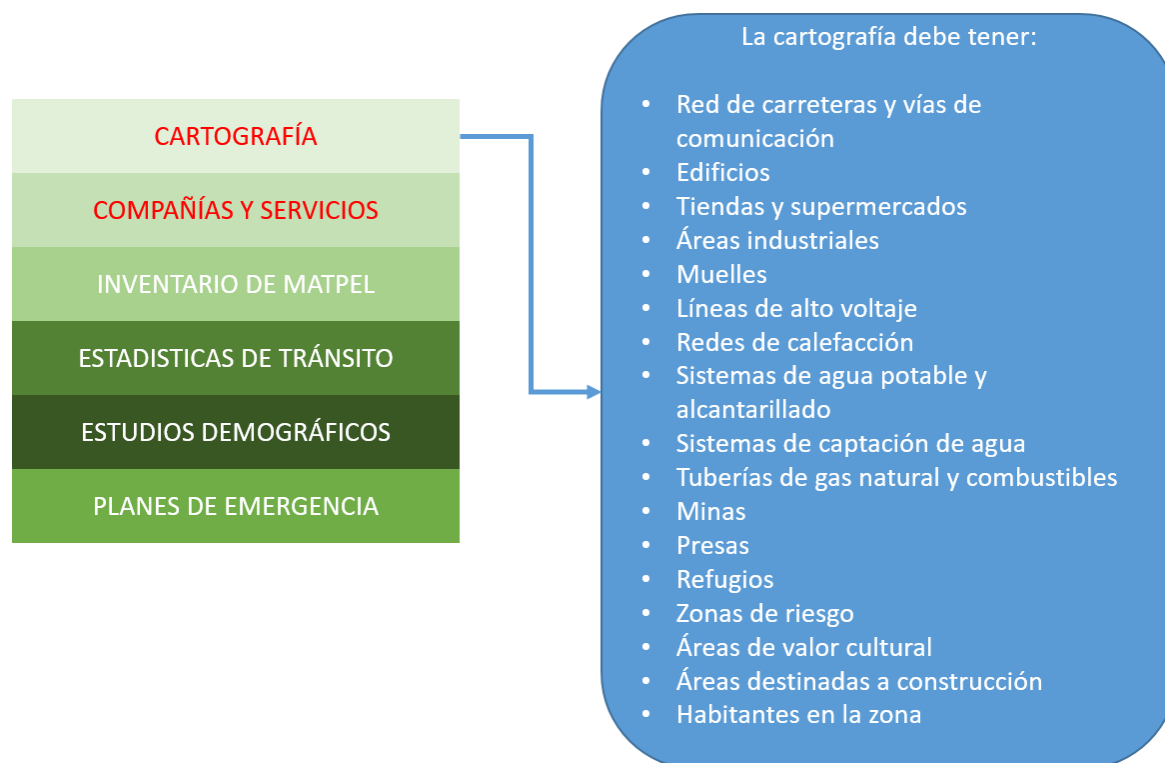 CARTOGRAFÍA
COMPAÑÍAS Y SERVICIOS
INVENTARIO DE MATPEL
ESTADISTICAS DE TRÁNSITO
ESTUDIOS DEMOGRÁFICOS
PLANES DE EMERGENCIA
La cartografía debe tener:
• Red de carreteras y vías de
comunicación
• Edificios
• Tiendas y supermercados
• Áreas industriales
• Muelles
• Líneas de alto voltaje
• Redes de calefacción
• Sistemas de agua potable y
alcantarillado
• Sistemas de captación de agua
• Tuberías de gas natural y combustibles
• Minas
• Presas
• Refugios
• Zonas de riesgo
• Áreas de valor cultural
• Áreas destinadas a construcción
• Habitantes en la zona